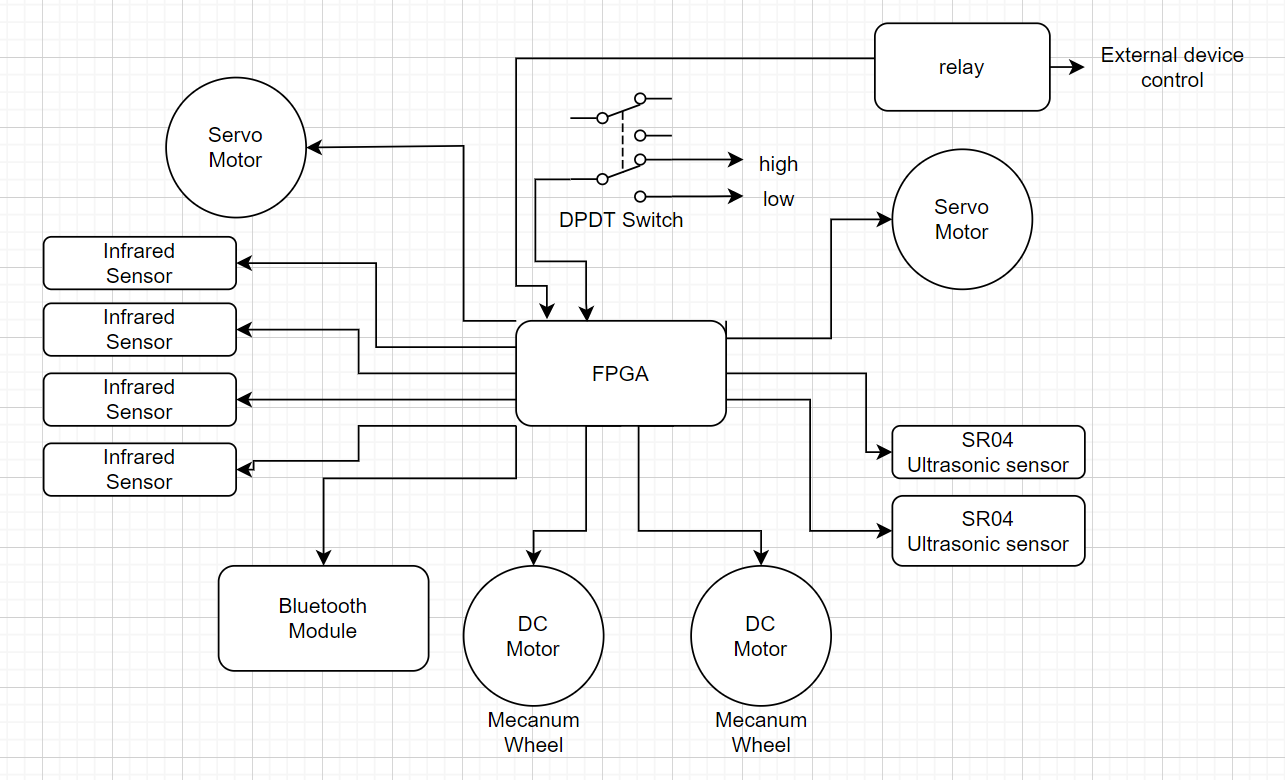 relay
External device
control
Servo
Motor
high
low
DPDT Switch
Servo
Motor
Infrared
Sensor
Infrared
Sensor
Infrared
Sensor
Infrared
Sensor
FPGA
SR04
Ultrasonic sensor
SR04
Ultrasonic sensor
Bluetooth
Module
DC
Motor
Mecanum
Wheel
DC
Motor
Mecanum
Wheel